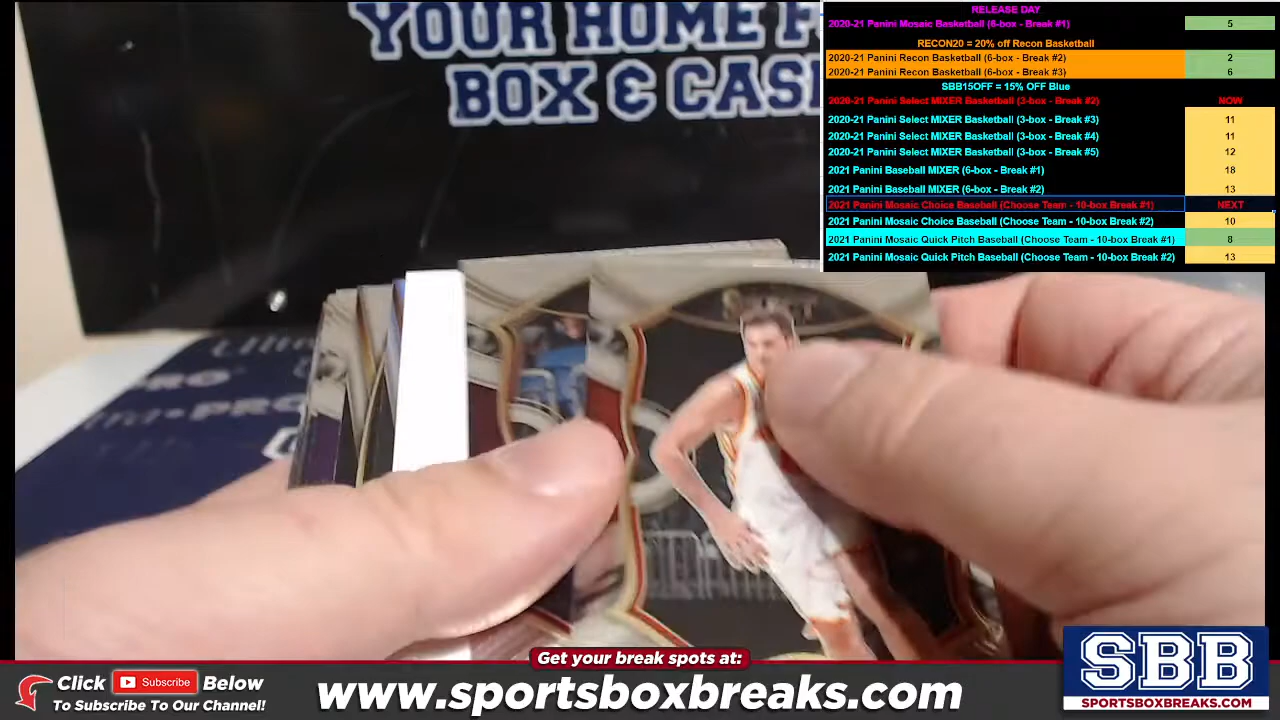 YOUR HOME F
BOX & CAS
RELEASE DAY
2020-21 Panini Mosaic Basketball (6-box - Break #1) 5
RECON20 = 20% off Recon Basketball
2020-21 Panini Recon Basketball (6-box - Break #2) 2
2020-21 Panini Recon Basketball (6-box - Break #3) 6
SBB15OFF = 15% OFF Blue
2020-21 Panini Select MIXER Basketball (3-box - Break #2) NOW
2020-21 Panini Select MIXER Basketball (3-box - Break #3) 11
2020-21 Panini Select MIXER Basketball (3-box - Break #4) 11
2020-21 Panini Select MIXER Basketball (3-box - Break #5) 12
2021 Panini Baseball MIXER (6-box - Break #1) 18
2021 Panini Baseball MIXER (6-box - Break #2) 13
2021 Panini Mosaic Choice Baseball (Choose Team - 10-box Break #1) NEXT
2021 Panini Mosaic Choice Baseball (Choose Team - 10-box Break #2) 10
2021 Panini Mosaic Quick Pitch Baseball (Choose Team - 10-box Break #1) 8
2021 Panini Mosaic Quick Pitch Baseball (Choose Team - 10-box Break #2) 13
SELECT
Ultra
PRO
Ultra•PRO
Get your break spots at:
Click Subscribe Below
To Subscribe To Our Channel!
www.sportsboxbreaks.com
SBB
SPORTSBOXBREAKS.COM